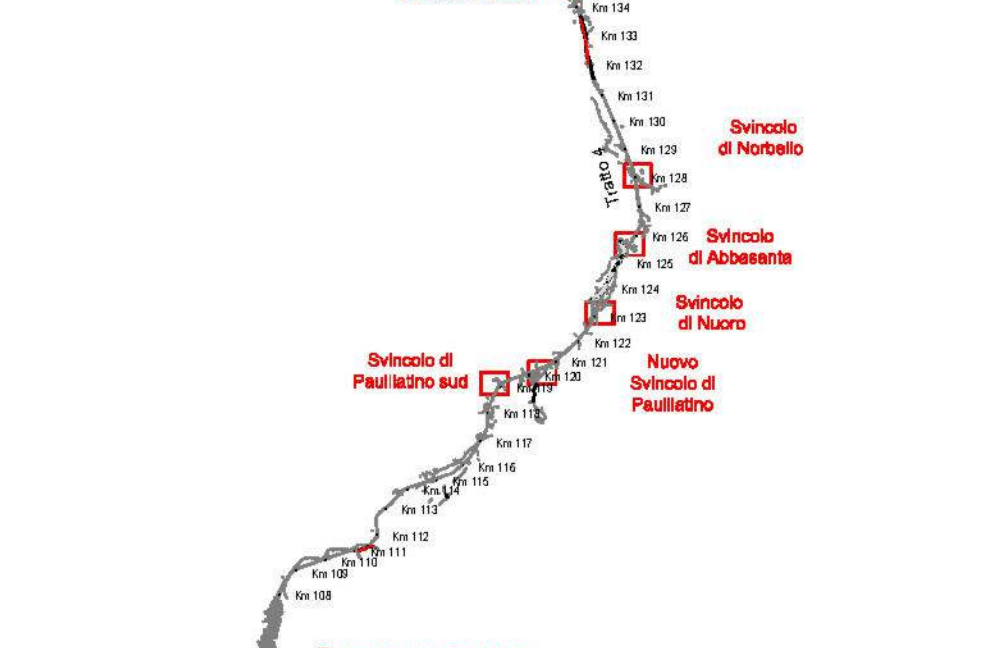 Km 134
Km 133
Km 132
Km 131
Km 130
Svincolo
di Norbello
Km 129
Tratto 4
Km 128
Km 127
Km 126
Svincolo
di Abbasanta
Km 125
Km 124
Svincolo
di Nuoro
Km 123
Km 122
Svincolo di
Paulilatino sud
Km 121
Nuovo
Svincolo di
Paulilatino
Km 120
Km 119
Km 118
Km 117
Km 116
Km 115
Km 114
Km 113
Km 112
Km 111
Km 110
Km 109
Km 108